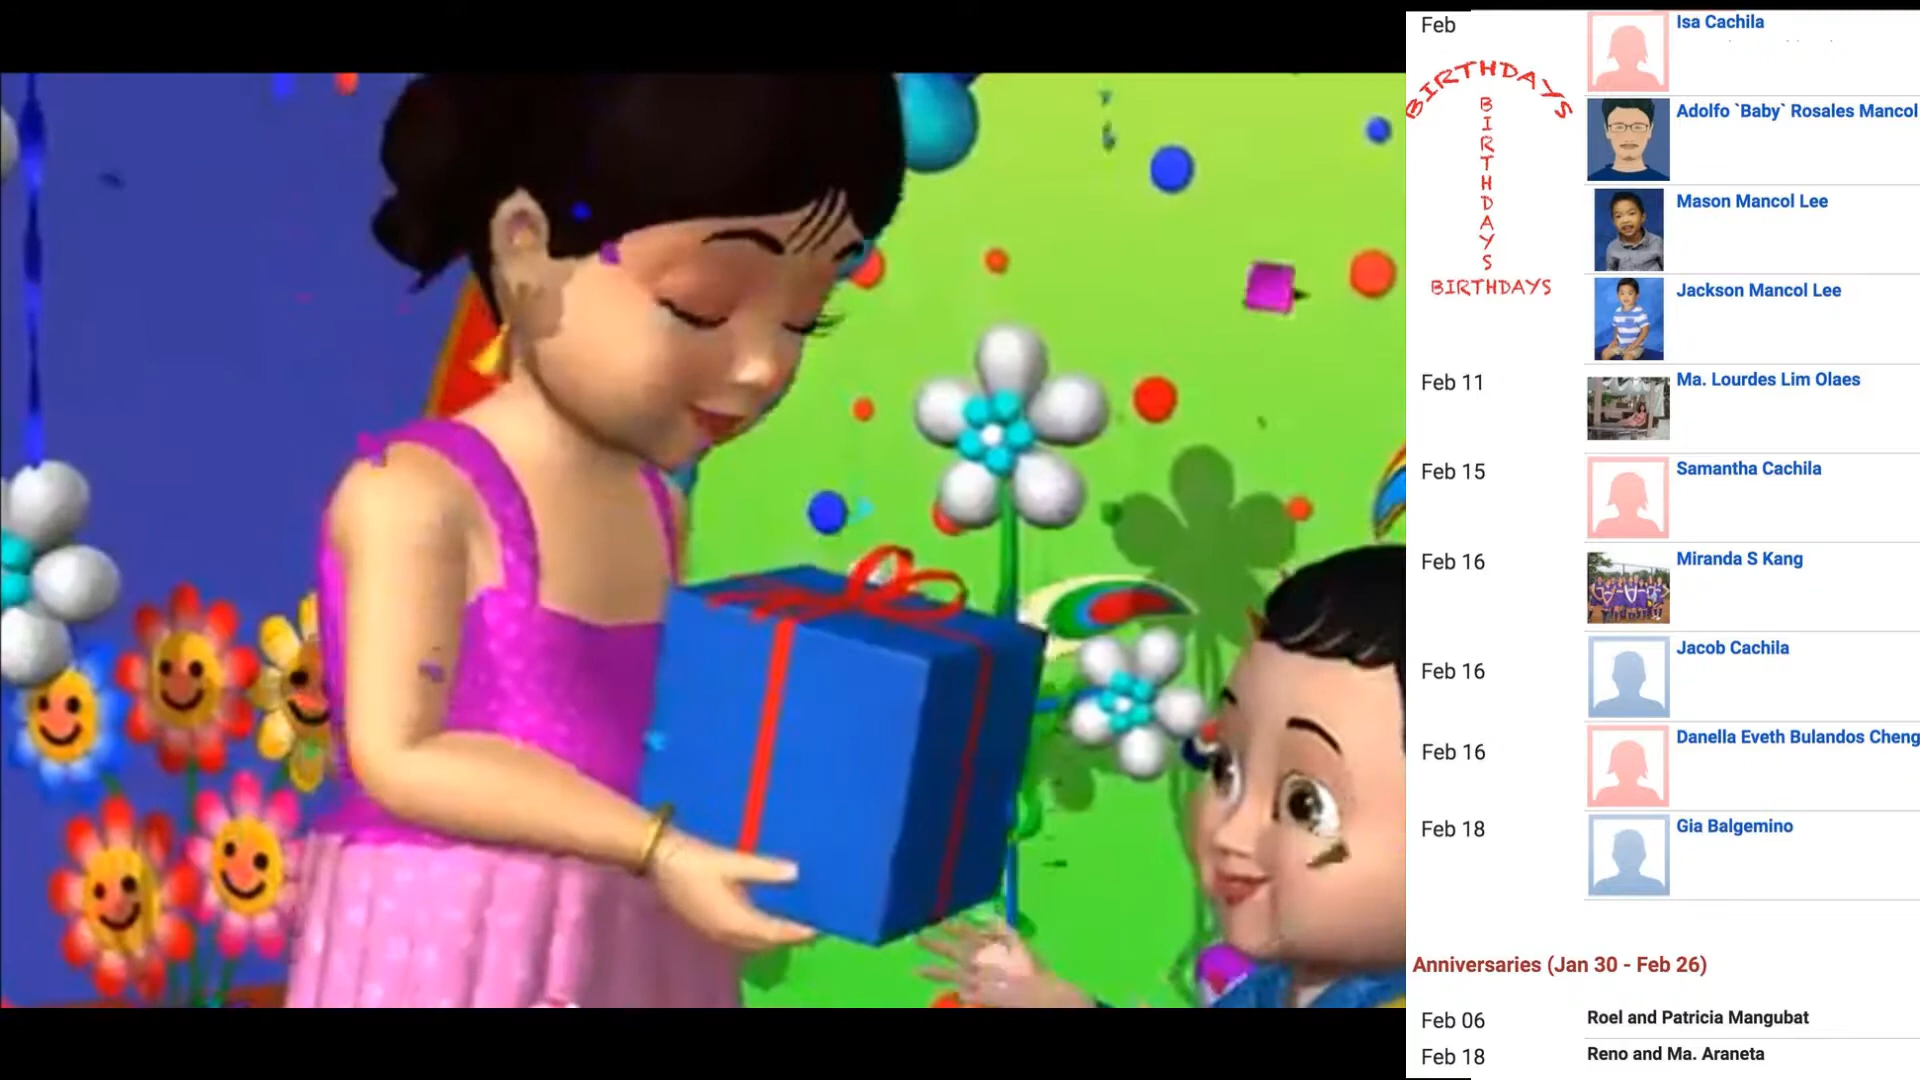 Feb
Isa Cachila
BIRTHDAYS
BIRTHDAYS
BIRTHDAYS
Adolfo `Baby` Rosales Mancol
Mason Mancol Lee
Jackson Mancol Lee
Feb 11
Ma. Lourdes Lim Olaes
Feb 15
Samantha Cachila
Feb 16
Miranda S Kang
Feb 16
Jacob Cachila
Feb 16
Danella Eveth Bulandos Cheng
Feb 18
Gia Balgemino
Anniversaries (Jan 30 - Feb 26)
Feb 06
Roel and Patricia Mangubat
Feb 18
Reno and Ma. Araneta